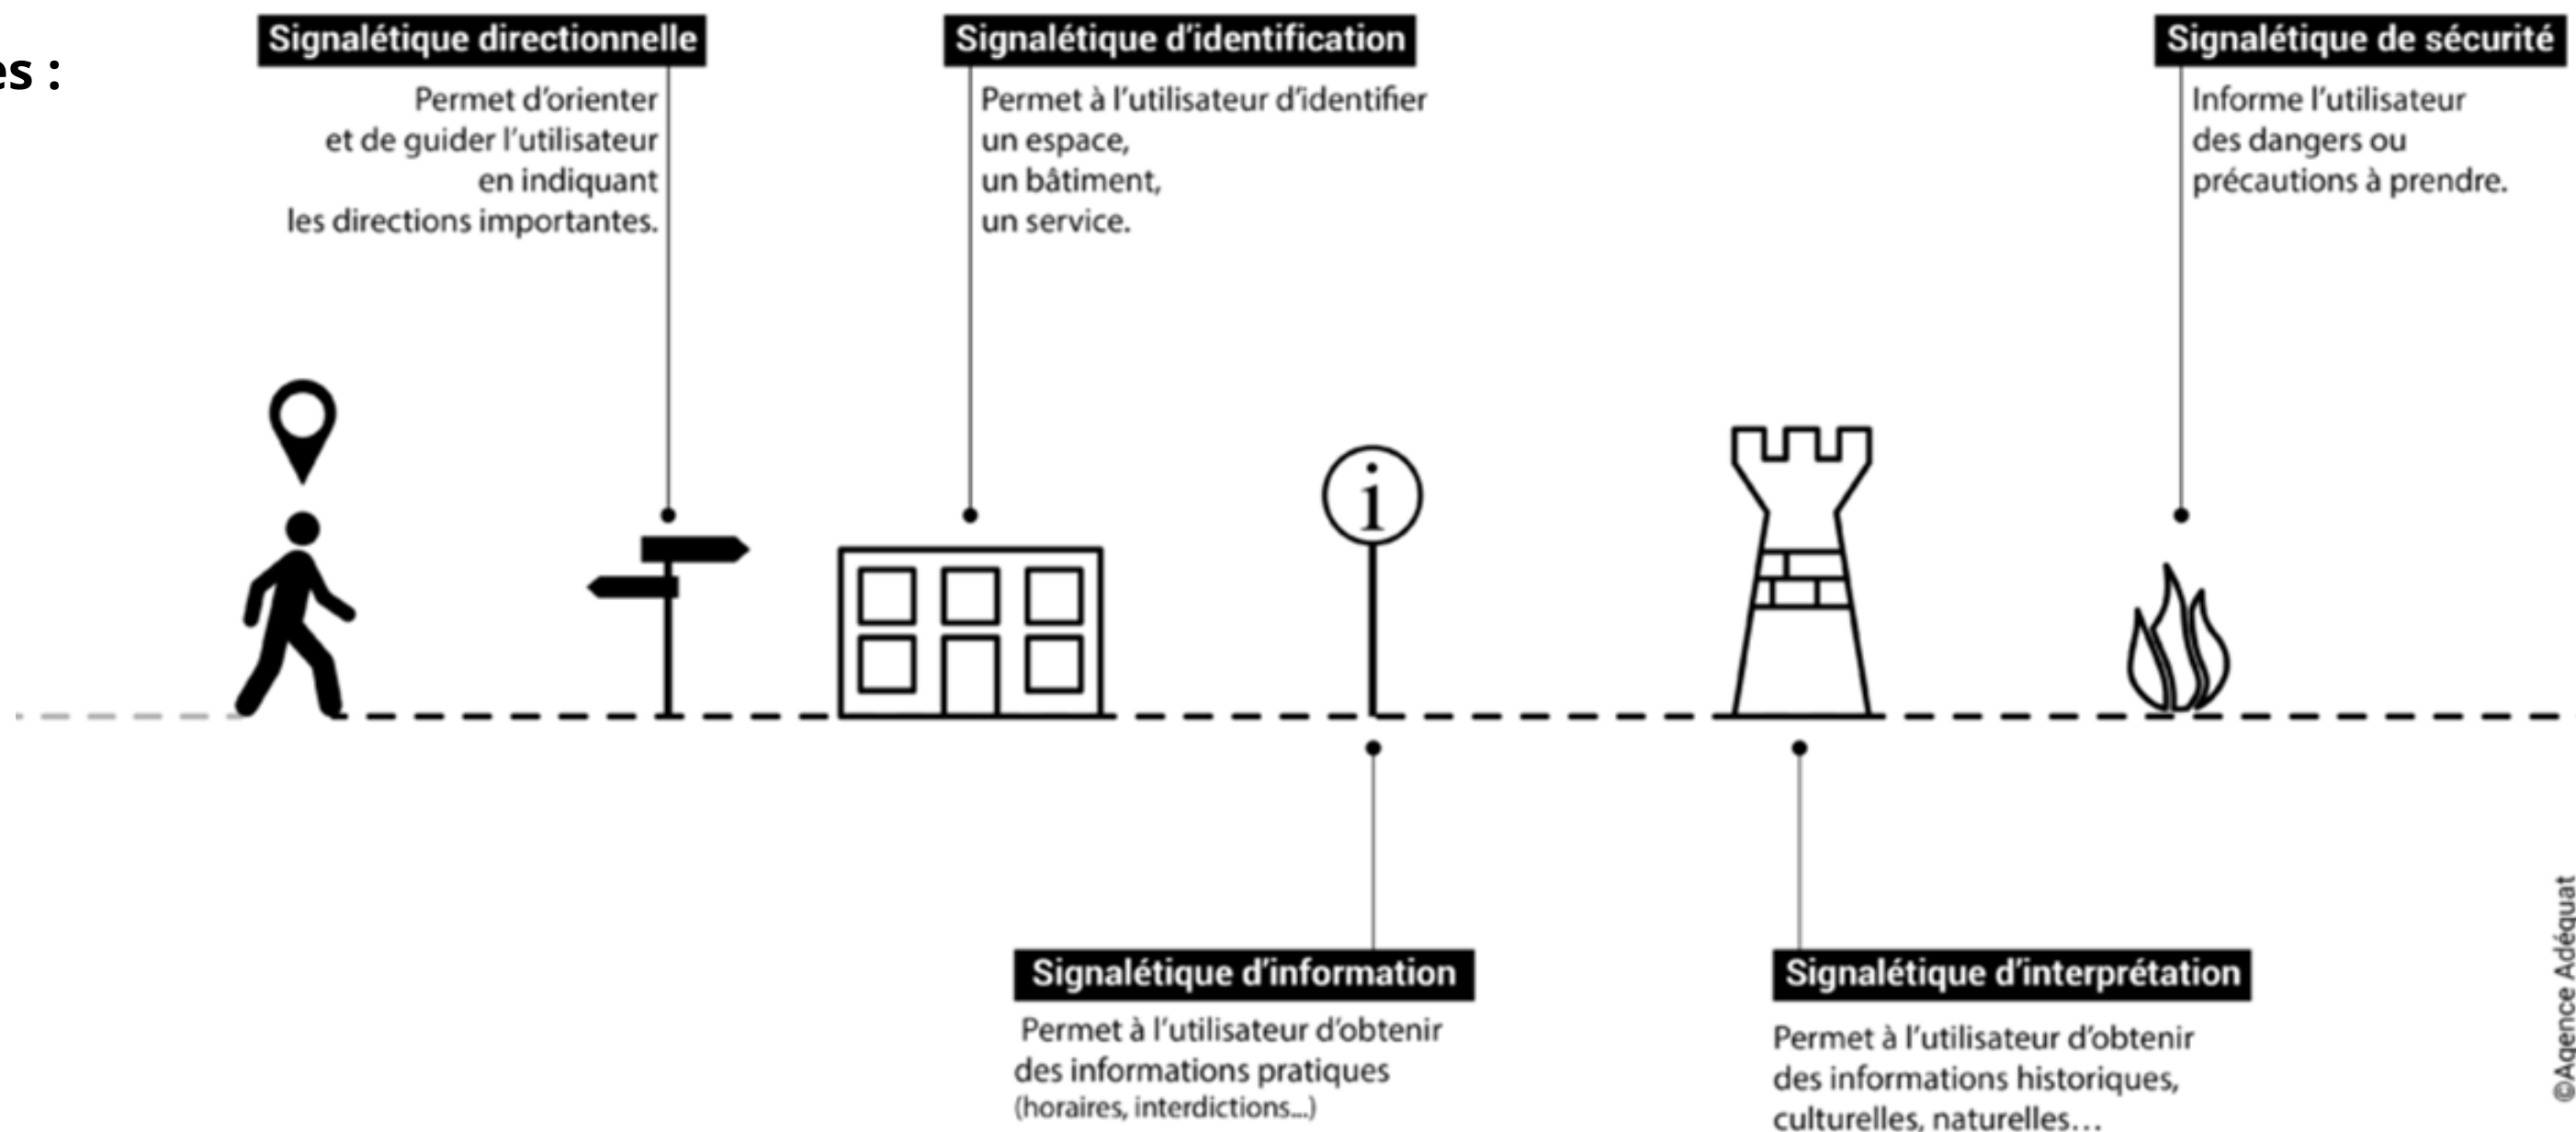 es :
Signalétique directionnelle
Permet d’orienter
et de guider l’utilisateur
en indiquant
les directions importantes.
Signalétique d’identification
Permet à l’utilisateur d’identifier
un espace,
un bâtiment,
un service.
Signalétique de sécurité
Informe l’utilisateur
des dangers ou
précautions à prendre.
i
Signalétique d’information
Permet à l’utilisateur d’obtenir
des informations pratiques
(horaires, interdictions...)
Signalétique d’interprétation
Permet à l’utilisateur d’obtenir
des informations historiques,
culturelles, naturelles…
©Agence Adéquat